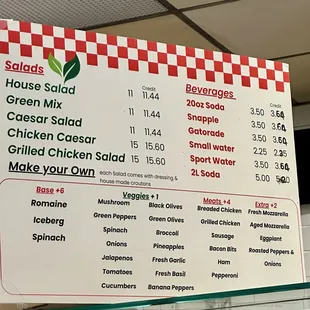 Salads
Credit
House Salad 11 11.44
Green Mix
Caesar Salad 11 11.44
Chicken Caesar 15 15.60
Grilled Chicken Salad 15 15.60
Make your Own each Salad comes with dressing & house made croutons
Beverages
Credit
20oz Soda 3.50
Snapple 3.50
Gatorade 3.50
Small water 2.25
Sport Water 3.50
2L Soda 5.00
Base +6
Romaine
Iceberg
Spinach
Veggies + 1
Mushroom
Green Peppers
Spinach
Onions
Jalapenos
Tomatoes
Cucumbers
Black Olives
Green Olives
Broccoli
Pineapples
Fresh Garlic
Fresh Basil
Banana Peppers
Meats +4
Breaded Chicken
Grilled Chicken
Sausage
Bacon Bits
Ham
Pepperoni
Extra +2
Fresh Mozzarella
Aged Mozzarella
Eggplant
Roasted Peppers &
Onions